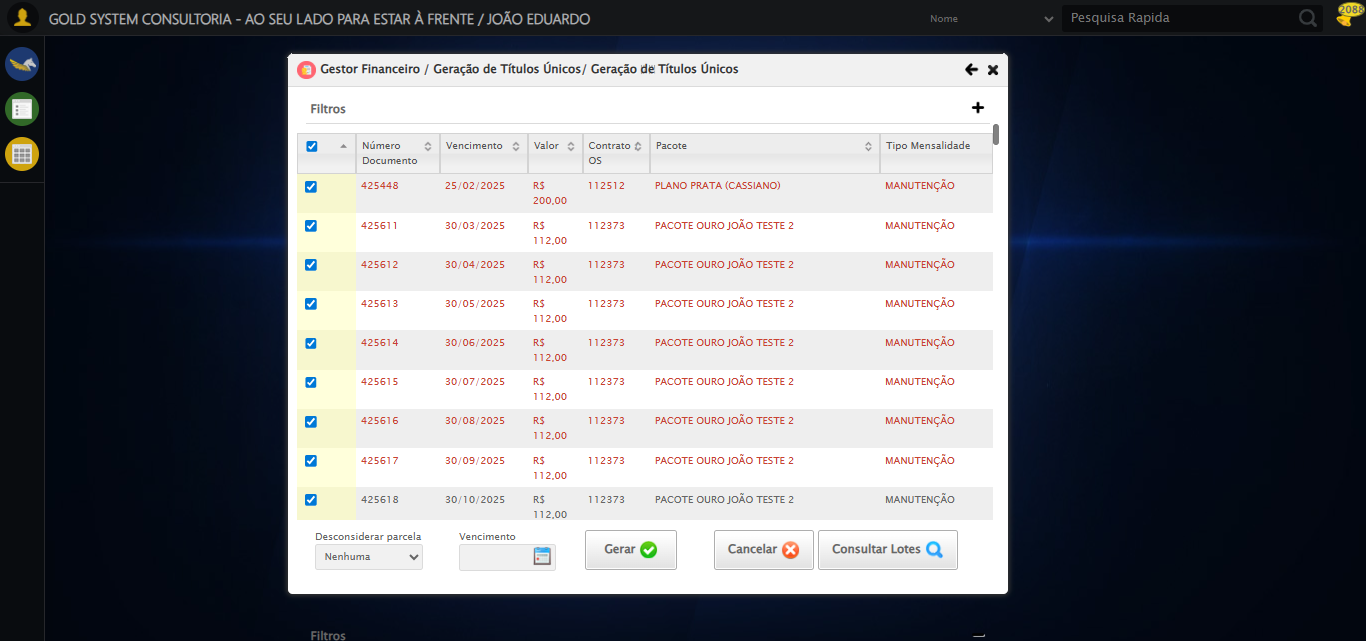 GOLD SYSTEM CONSULTORIA - AO SEU LADO PARA ESTAR À FRENTE / JOÃO EDUARDO
Nome
Pesquisa Rapida
2088
Gestor Financeiro / Geração de Títulos Únicos/ Geração de Títulos Únicos
Filtros
Número Documento Vencimento Valor Contrato OS Pacote Tipo Mensalidade
425448 25/02/2025 R$ 200,00 112512 PLANO PRATA (CASSIANO) MANUTENÇÃO
425611 30/03/2025 R$ 112,00 112373 PACOTE OURO JOÃO TESTE 2 MANUTENÇÃO
425612 30/04/2025 R$ 112,00 112373 PACOTE OURO JOÃO TESTE 2 MANUTENÇÃO
425613 30/05/2025 R$ 112,00 112373 PACOTE OURO JOÃO TESTE 2 MANUTENÇÃO
425614 30/06/2025 R$ 112,00 112373 PACOTE OURO JOÃO TESTE 2 MANUTENÇÃO
425615 30/07/2025 R$ 112,00 112373 PACOTE OURO JOÃO TESTE 2 MANUTENÇÃO
425616 30/08/2025 R$ 112,00 112373 PACOTE OURO JOÃO TESTE 2 MANUTENÇÃO
425617 30/09/2025 R$ 112,00 112373 PACOTE OURO JOÃO TESTE 2 MANUTENÇÃO
425618 30/10/2025 R$ 112,00 112373 PACOTE OURO JOÃO TESTE 2 MANUTENÇÃO
Desconsiderar parcela
Nenhuma
Vencimento
Gerar
Cancelar
Consultar Lotes
Filtros